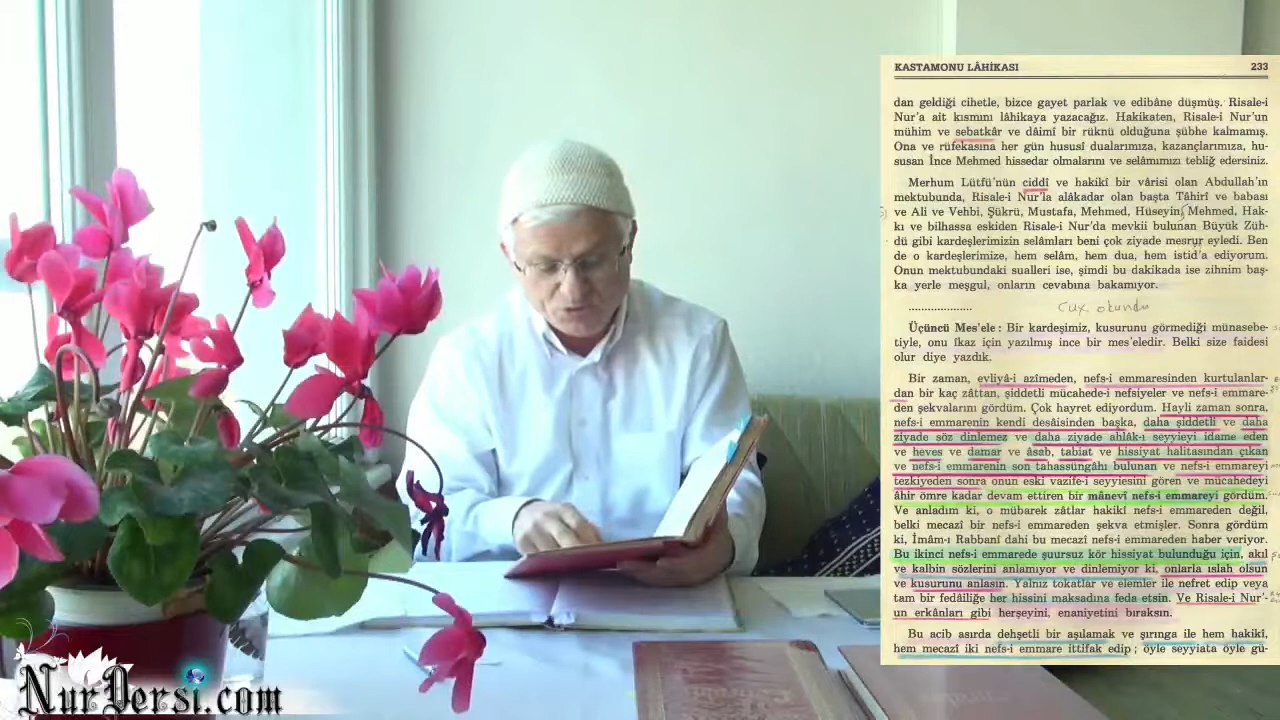 KASTAMONU LÂHİKASI 233
dan geldiği cihetle, bizce gayet parlak ve edibâne düşmüş. Risale-i
Nur'a ait kısmını lâhikaya yazacağız. Hakikaten, Risale-i Nur'un
mühim ve sebatkâr ve dâimî bir rüknü olduğuna şübhe kalmamış.
Ona ve rüfekasına her gün hususî dualarımıza, kazançlarımıza, hu-
susan İnce Mehmed hissedar olmalarını ve selâmımızı tebliğ edersiniz.
Merhum Lütfü'nün ciddî ve hakikî bir vârisi olan Abdullah'ın
mektubunda, Risale-i Nur'la alâkadar olan başta Tâhirî ve babası
ve Ali ve Vehbi, Şükrü, Mustafa, Mehmed, Hüseyin, Mehmed, Hak-
kı ve bilhassa eskiden Risale-i Nur'da mevkii bulunan Büyük Züh-
dü gibi kardeşlerimizin selâmları beni çok ziyade mesrur eyledi. Ben
de o kardeşlerimize, hem selâm, hem dua, hem istid'a ediyorum.
Onun mektubundaki sualleri ise, şimdi bu dakikada ise zihnim baş-
ka yerle meşgul, onların cevabına bakamıyor.
.................... okundu
Üçüncü Mes'ele: Bir kardeşimiz, kusurunu görmediği münasebe-
tiyle, onu ikaz için yazılmış ince bir mes'eledir. Belki size faidesi
olur diye yazdık.
Bir zaman, evliyâ-i azîmeden, nefs-i emmaresinden kurtulanlar-
dan bir kaç zâttan, şiddetli mücahede-i nefsiyeler ve nefs-i emmare-
den şekvalarını gördüm. Çok hayret ediyordum. Hayli zaman sonra,
nefs-i emmarenin kendi desâisinden başka, daha şiddetli ve daha
ziyade söz dinlemez ve daha ziyade ahlâk-ı seyyieyi idame eden
ve heves ve damar ve âsab, tabiat ve hissiyat halitasından çıkan
ve nefs-i emmarenin son tahassüngâhı bulunan ve nefs-i emmareyi
tezkiyeden sonra onun eski vazife-i seyyiesini gören ve mücahedeyi
âhir ömre kadar devam ettiren bir mânevî nefs-i emmareyi gördüm.
Ve anladım ki, o mübarek zâtlar hakikî nefs-i emmareden değil,
belki mecazî bir nefs-i emmareden şekva etmişler. Sonra gördüm
ki, İmâm-ı Rabbanî dahi bu mecazî nefs-i emmareden haber veriyor.
Bu ikinci nefs-i emmarede şuursuz kör hissiyat bulunduğu için, akıl
ve kalbin sözlerini anlamıyor ve dinlemiyor ki, onlarla ıslah olsun
ve kusurunu anlasın. Yalnız tokatlar ve elemler ile nefret edip veya
tam bir fedâiliğe her hissini maksadına feda etsin. Ve Risale-i Nur'-
un erkânları gibi herşeyini, enaniyetini bıraksın.
Bu acib asırda dehşetli bir aşılamak ve şırınga ile hem hakikî,
hem mecazî iki nefs-i emmare ittifak edip; öyle seyyiata öyle gü-
NurDersi.com